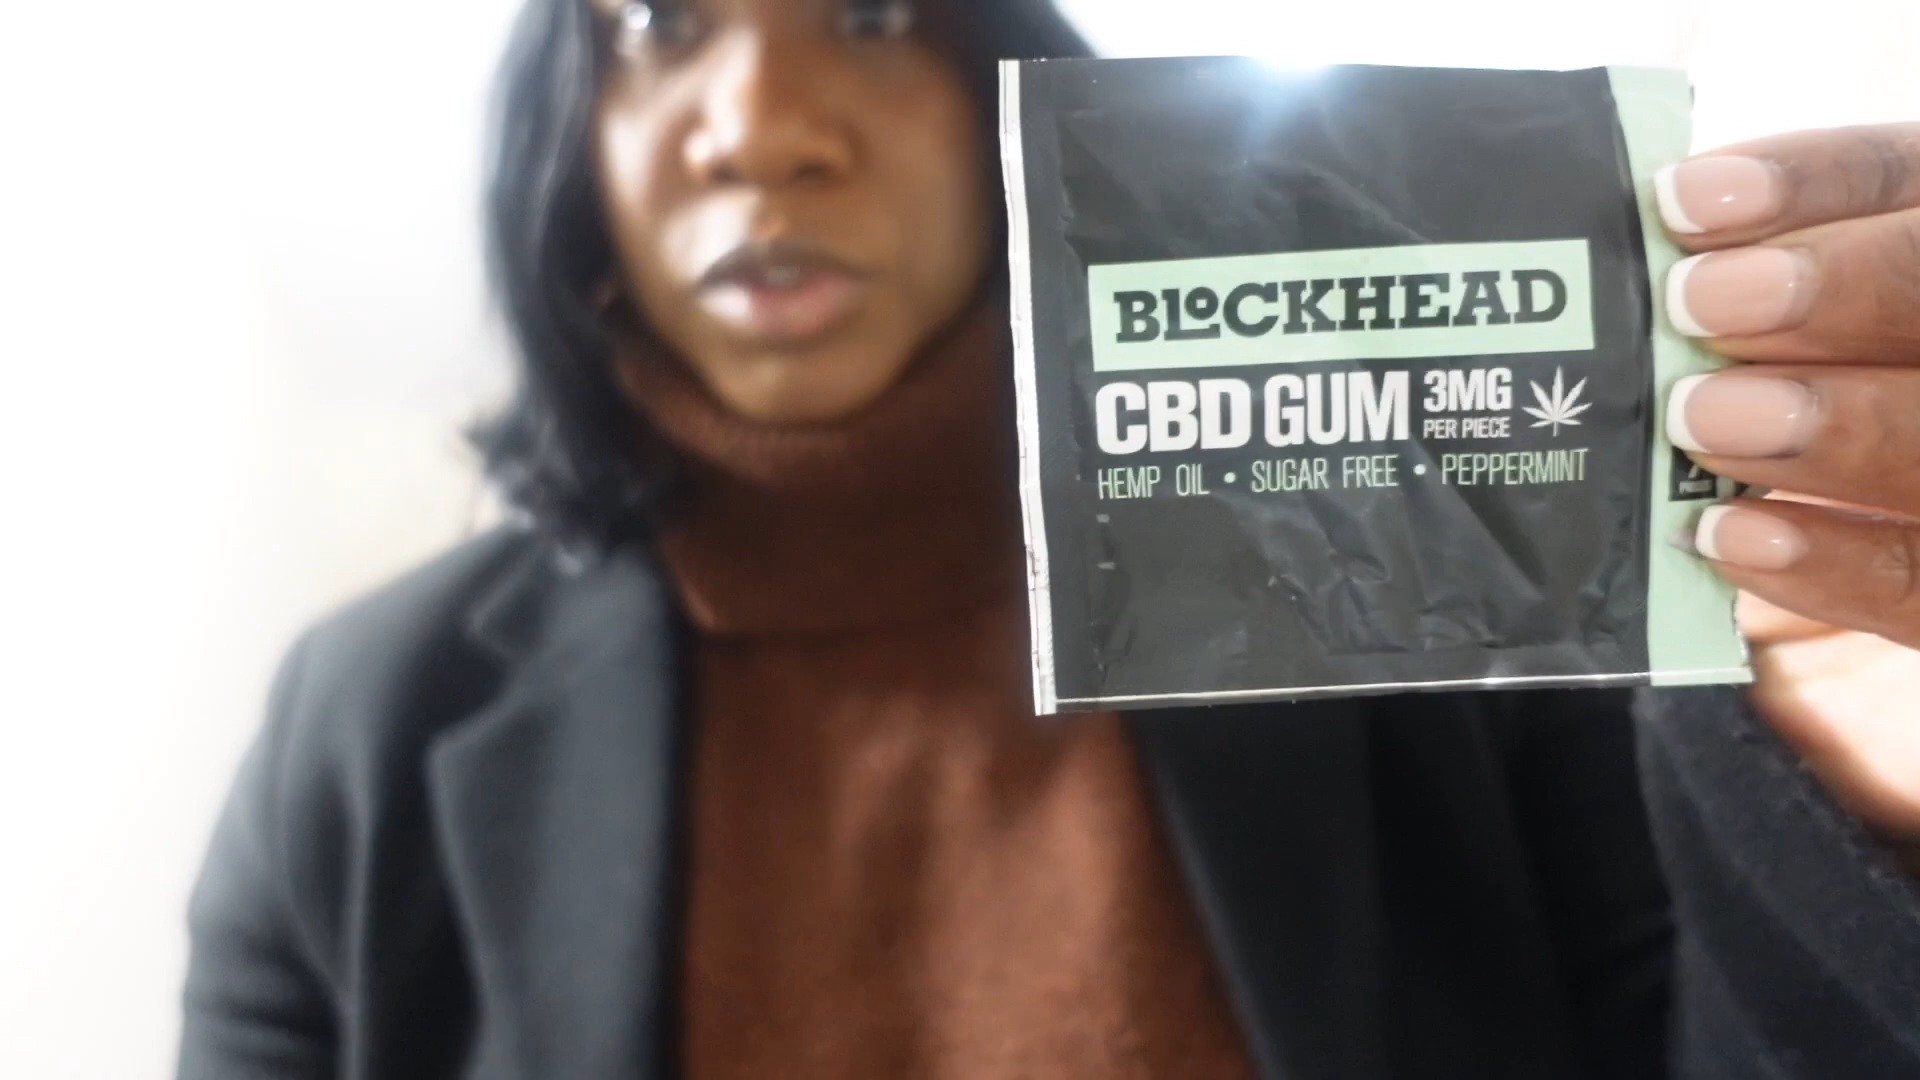 BLOCKHEAD
CBD GUM 3MG
PER PIECE
HEMP OIL • SUGAR FREE • PEPPERMINT